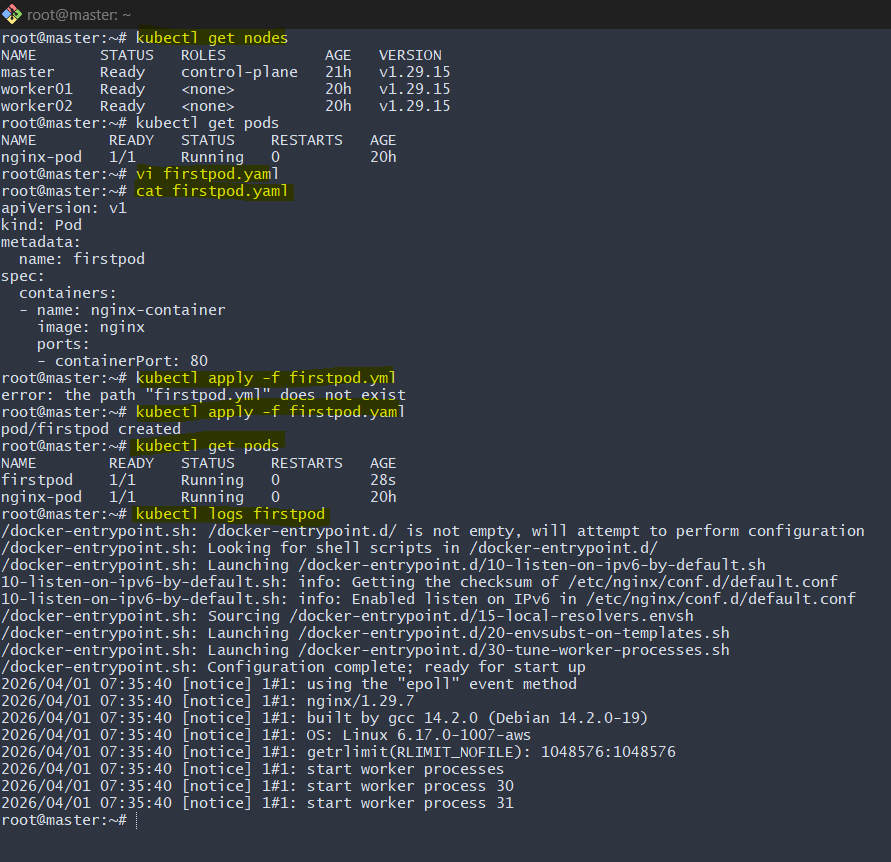 root@master: ~
root@master:~# kubectl get nodes
NAME       STATUS   ROLES           AGE   VERSION
master     Ready    control-plane   21h   v1.29.15
worker01   Ready    <none>          20h   v1.29.15
worker02   Ready    <none>          20h   v1.29.15
root@master:~# kubectl get pods
NAME        READY   STATUS    RESTARTS   AGE
nginx-pod   1/1     Running   0          20h
root@master:~# vi firstpod.yaml
root@master:~# cat firstpod.yaml
apiVersion: v1
kind: Pod
metadata:
  name: firstpod
spec:
  containers:
  - name: nginx-container
    image: nginx
    ports:
    - containerPort: 80
root@master:~# kubectl apply -f firstpod.yml
error: the path "firstpod.yml" does not exist
root@master:~# kubectl apply -f firstpod.yaml
pod/firstpod created
root@master:~# kubectl get pods
NAME        READY   STATUS    RESTARTS   AGE
firstpod    1/1     Running   0          28s
nginx-pod   1/1     Running   0          20h
root@master:~# kubectl logs firstpod
/docker-entrypoint.sh: /docker-entrypoint.d/ is not empty, will attempt to perform configuration
/docker-entrypoint.sh: Looking for shell scripts in /docker-entrypoint.d/
/docker-entrypoint.sh: Launching /docker-entrypoint.d/10-listen-on-ipv6-by-default.sh
10-listen-on-ipv6-by-default.sh: info: Getting the checksum of /etc/nginx/conf.d/default.conf
10-listen-on-ipv6-by-default.sh: info: Enabled listen on IPv6 in /etc/nginx/conf.d/default.conf
/docker-entrypoint.sh: Sourcing /docker-entrypoint.d/15-local-resolvers.envsh
/docker-entrypoint.sh: Launching /docker-entrypoint.d/20-envsubst-on-templates.sh
/docker-entrypoint.sh: Launching /docker-entrypoint.d/30-tune-worker-processes.sh
/docker-entrypoint.sh: Configuration complete; ready for start up
2026/04/01 07:35:40 [notice] 1#1: using the "epoll" event method
2026/04/01 07:35:40 [notice] 1#1: nginx/1.29.7
2026/04/01 07:35:40 [notice] 1#1: built by gcc 14.2.0 (Debian 14.2.0-19)
2026/04/01 07:35:40 [notice] 1#1: OS: Linux 6.17.0-1007-aws
2026/04/01 07:35:40 [notice] 1#1: getrlimit(RLIMIT_NOFILE): 1048576:1048576
2026/04/01 07:35:40 [notice] 1#1: start worker processes
2026/04/01 07:35:40 [notice] 1#1: start worker process 30
2026/04/01 07:35:40 [notice] 1#1: start worker process 31
root@master:~#